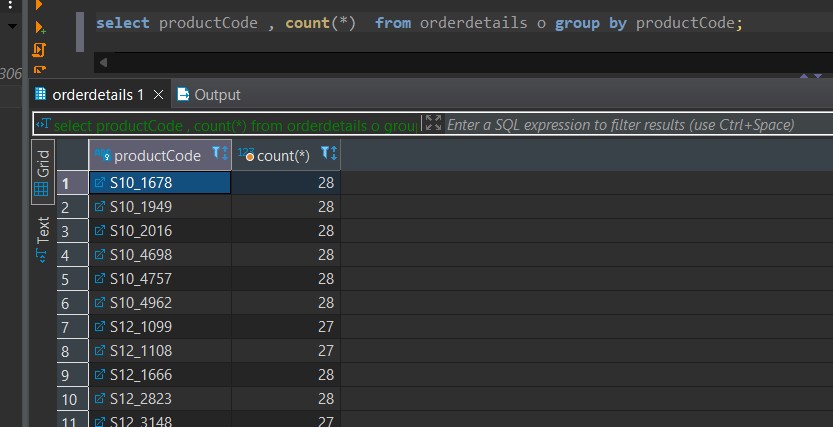 select productCode , count(*)  from orderdetails o group by productCode;
306
orderdetails 1
Output
select productCode , count(*) from orderdetails o grou
Enter a SQL expression to filter results (use Ctrl+Space)
Grid
Text
productCode
123 count(*)
1 S10_1678 28
2 S10_1949 28
3 S10_2016 28
4 S10_4698 28
5 S10_4757 28
6 S10_4962 28
7 S12_1099 27
8 S12_1108 27
9 S12_1666 28
10 S12_2823 28
11 S12_3148 27